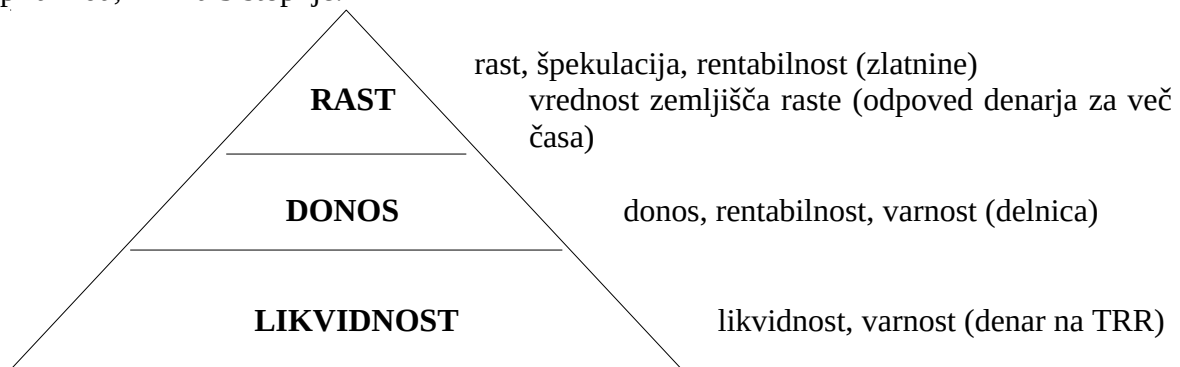 rast, špekulacija, rentabilnost (zlatnine)
RAST
vrednost zemljišča raste (odpoved denarja za več
časa)
DONOS
donos, rentabilnost, varnost (delnica)
LIKVIDNOST
likvidnost, varnost (denar na TRR)